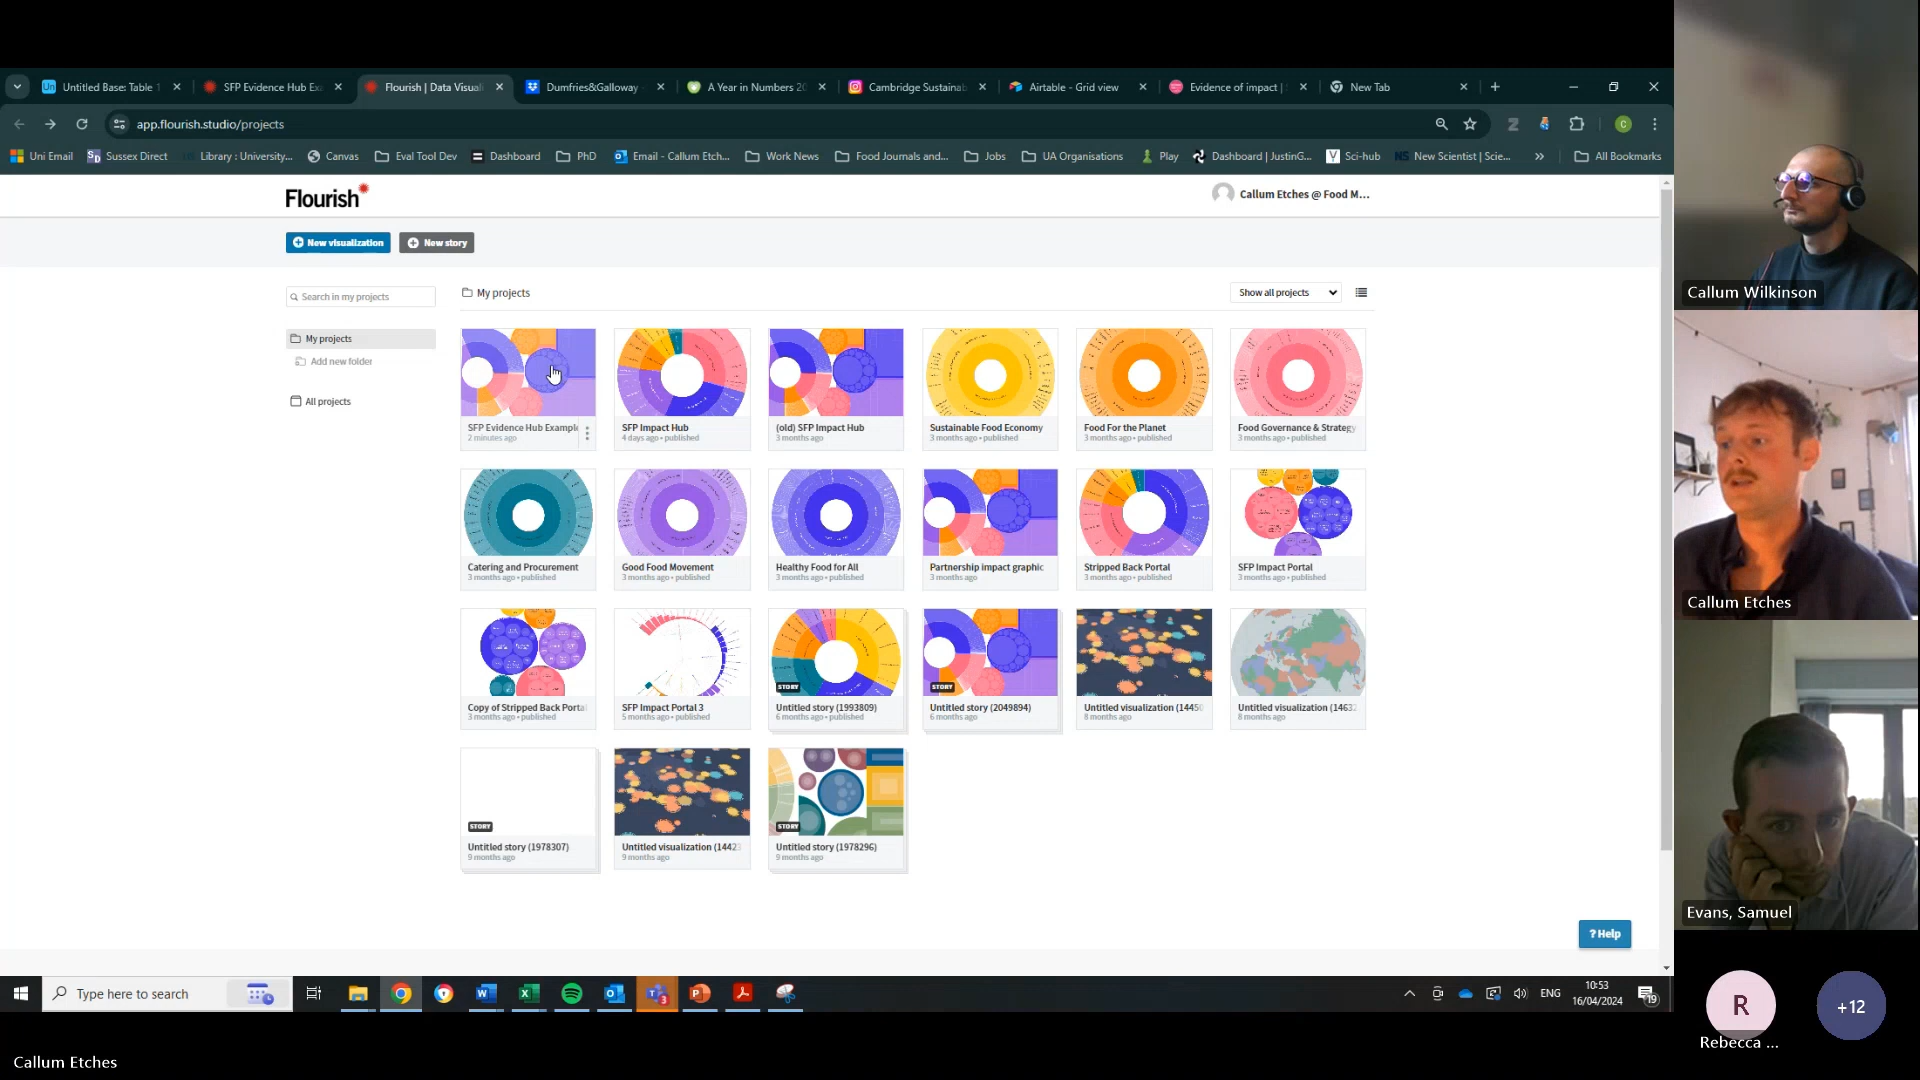 Untitled Base: Table 1
SFP Evidence Hub Ex
Flourish | Data Visuali
Dumfries&Galloway
A Year in Numbers 20
Cambridge Sustainab
Airtable - Grid view
Evidence of impact |
New Tab
app.flourish.studio/projects
Uni Email
Sussex Direct
Library : University...
Canvas
Eval Tool Dev
Dashboard
PhD
Email - Callum Etch...
Work News
Food Journals and...
Jobs
UA Organisations
Play
Dashboard | JustinG...
Sci-hub
New Scientist | Scie...
All Bookmarks
Flourish
Callum Etches @ Food M...
New visualization
New story
Search in my projects
My projects
Show all projects
My projects
Add new folder
All projects
SFP Evidence Hub Example
2 minutes ago
SFP Impact Hub
4 days ago • published
(old) SFP Impact Hub
3 months ago
Sustainable Food Economy
3 months ago • published
Food For the Planet
3 months ago • published
Food Governance & Strategy
3 months ago • published
Catering and Procurement
3 months ago • published
Good Food Movement
3 months ago • published
Healthy Food for All
3 months ago • published
Partnership impact graphic
3 months ago
Stripped Back Portal
3 months ago • published
SFP Impact Portal
3 months ago • published
Copy of Stripped Back Porta
3 months ago • published
SFP Impact Portal 3
5 months ago • published
STORY
Untitled story (1993809)
6 months ago • published
STORY
Untitled story (2049894)
6 months ago
Untitled visualization (1445
8 months ago
Untitled visualization (1463
8 months ago
STORY
Untitled story (1978307)
9 months ago
Untitled visualization (1442
9 months ago
STORY
Untitled story (1978296)
9 months ago
? Help
Type here to search
ENG
10:53
16/04/2024
19
Callum Wilkinson
Callum Etches
Evans, Samuel
R
Rebecca ...
+12
Callum Etches